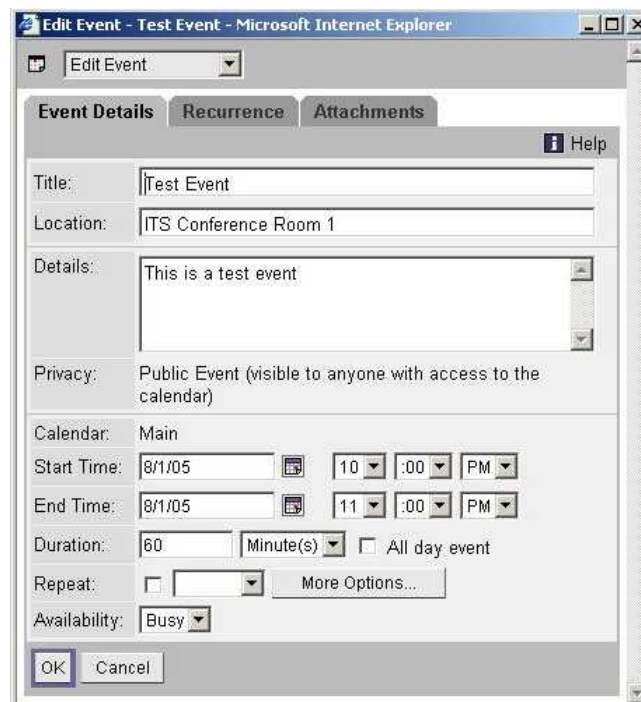 Edit Event - Test Event - Microsoft Internet Explorer
Edit Event
Event Details Recurrence Attachments
Help
Title: Test Event
Location: ITS Conference Room 1
Details: This is a test event
Privacy: Public Event (visible to anyone with access to the
calendar)
Calendar: Main
Start Time: 8/1/05 10 :00 PM
End Time: 8/1/05 11 :00 PM
Duration: 60 Minute(s) All day event
Repeat: More Options...
Availability: Busy
OK Cancel